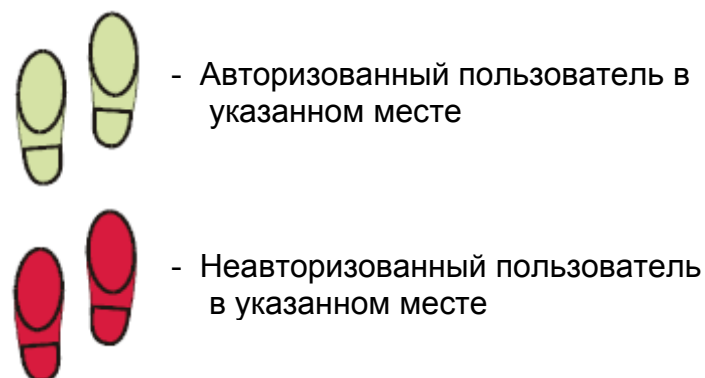 - Авторизованный пользователь в
указанном месте
- Неавторизованный пользователь
в указанном месте